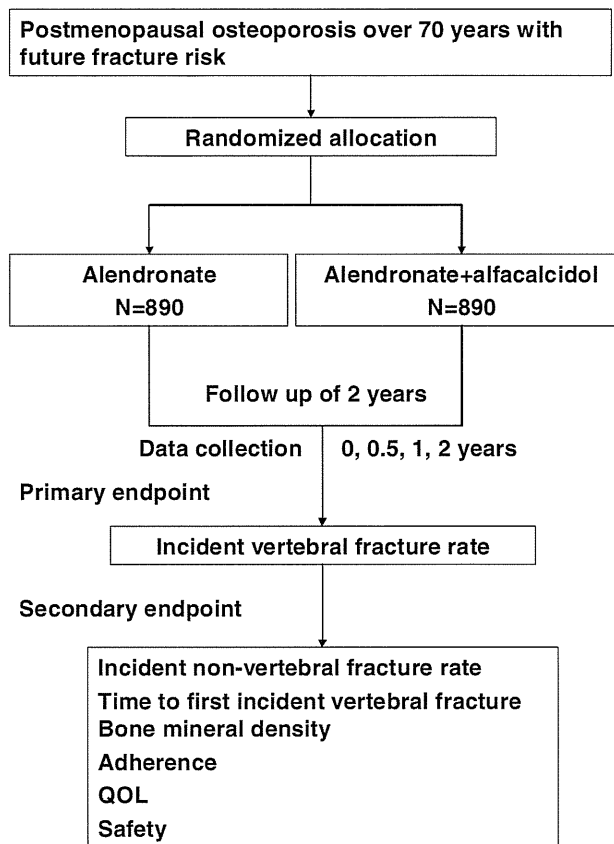 Postmenopausal osteoporosis over 70 years with
future fracture risk
Randomized allocation
Alendronate
N=890
Alendronate+alfacalcidol
N=890
Follow up of 2 years
Data collection 0, 0.5, 1, 2 years
Primary endpoint
Incident vertebral fracture rate
Secondary endpoint
Incident non-vertebral fracture rate
Time to first incident vertebral fracture
Bone mineral density
Adherence
QOL
Safety